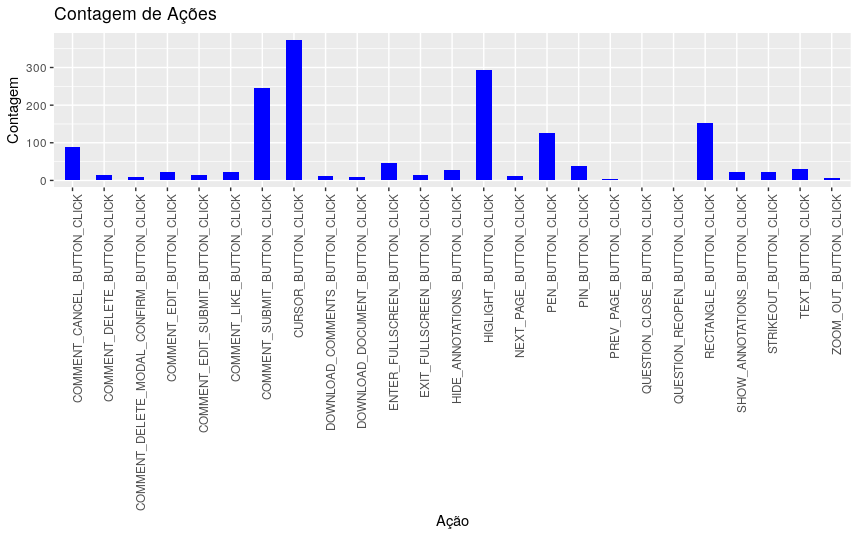 Contagem de Ações
Contagem
300
200
100
0
COMMENT_CANCEL_BUTTON_CLICK
COMMENT_DELETE_BUTTON_CLICK
COMMENT_DELETE_MODAL_CONFIRM_BUTTON_CLICK
COMMENT_EDIT_BUTTON_CLICK
COMMENT_EDIT_SUBMIT_BUTTON_CLICK
COMMENT_LIKE_BUTTON_CLICK
COMMENT_SUBMIT_BUTTON_CLICK
CURSOR_BUTTON_CLICK
DOWNLOAD_COMMENTS_BUTTON_CLICK
DOWNLOAD_DOCUMENT_BUTTON_CLICK
ENTER_FULLSCREEN_BUTTON_CLICK
EXIT_FULLSCREEN_BUTTON_CLICK
HIDE_ANNOTATIONS_BUTTON_CLICK
HIGLIGHT_BUTTON_CLICK
NEXT_PAGE_BUTTON_CLICK
PEN_BUTTON_CLICK
PIN_BUTTON_CLICK
PREV_PAGE_BUTTON_CLICK
QUESTION_CLOSE_BUTTON_CLICK
QUESTION_REOPEN_BUTTON_CLICK
RECTANGLE_BUTTON_CLICK
SHOW_ANNOTATIONS_BUTTON_CLICK
STRIKEOUT_BUTTON_CLICK
TEXT_BUTTON_CLICK
ZOOM_OUT_BUTTON_CLICK
Ação